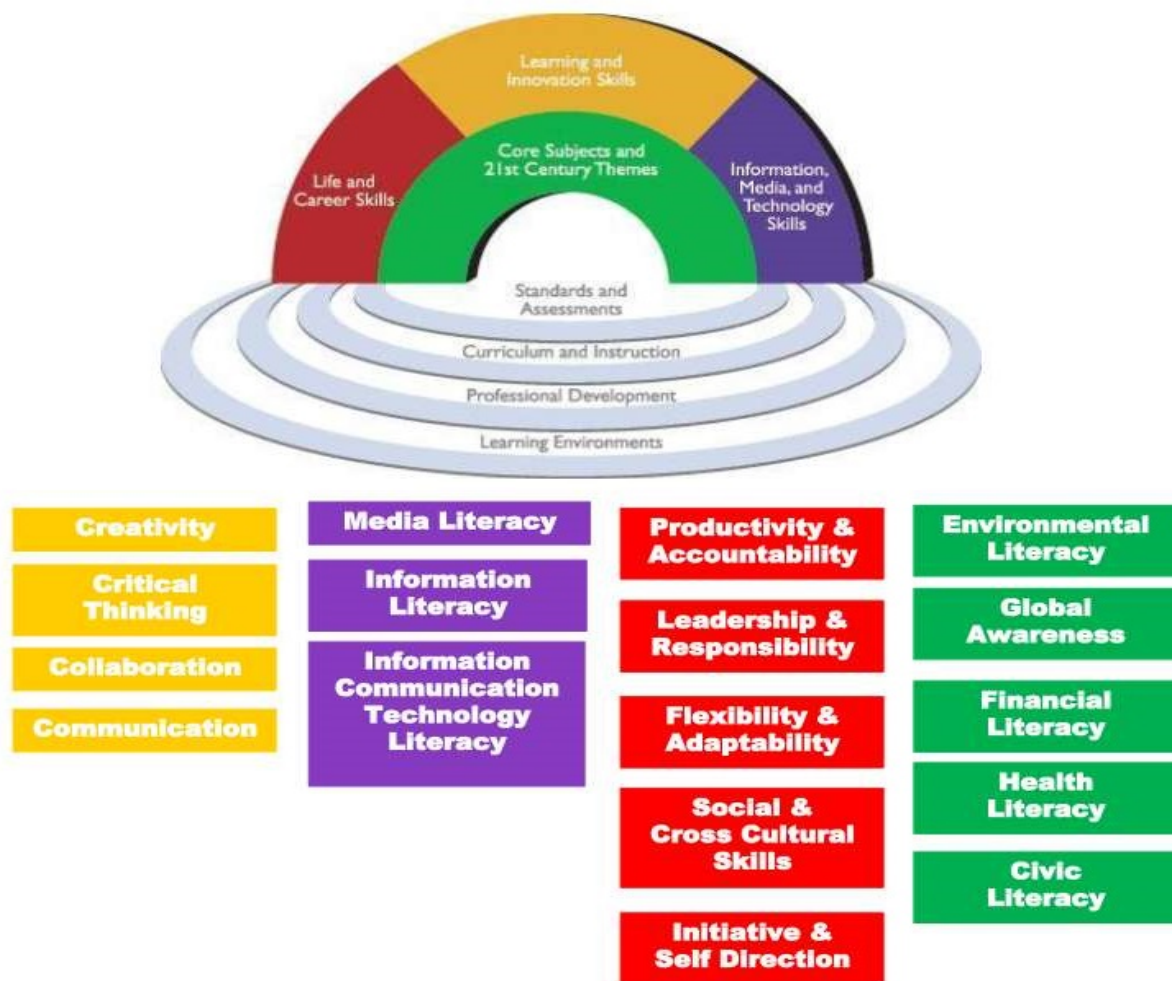 Learning and
Innovation Skills
Core Subjects and
21st Century Themes
Life and
Career Skills
Information,
Media, and
Technology
Skills
Standards and
Assessments
Curriculum and Instruction
Professional Development
Learning Environments
Creativity
Critical
Thinking
Collaboration
Communication
Media Literacy
Information
Literacy
Information
Communication
Technology
Literacy
Productivity &
Accountability
Leadership &
Responsibility
Flexibility &
Adaptability
Social &
Cross Cultural
Skills
Initiative &
Self Direction
Environmental
Literacy
Global
Awareness
Financial
Literacy
Health
Literacy
Civic
Literacy